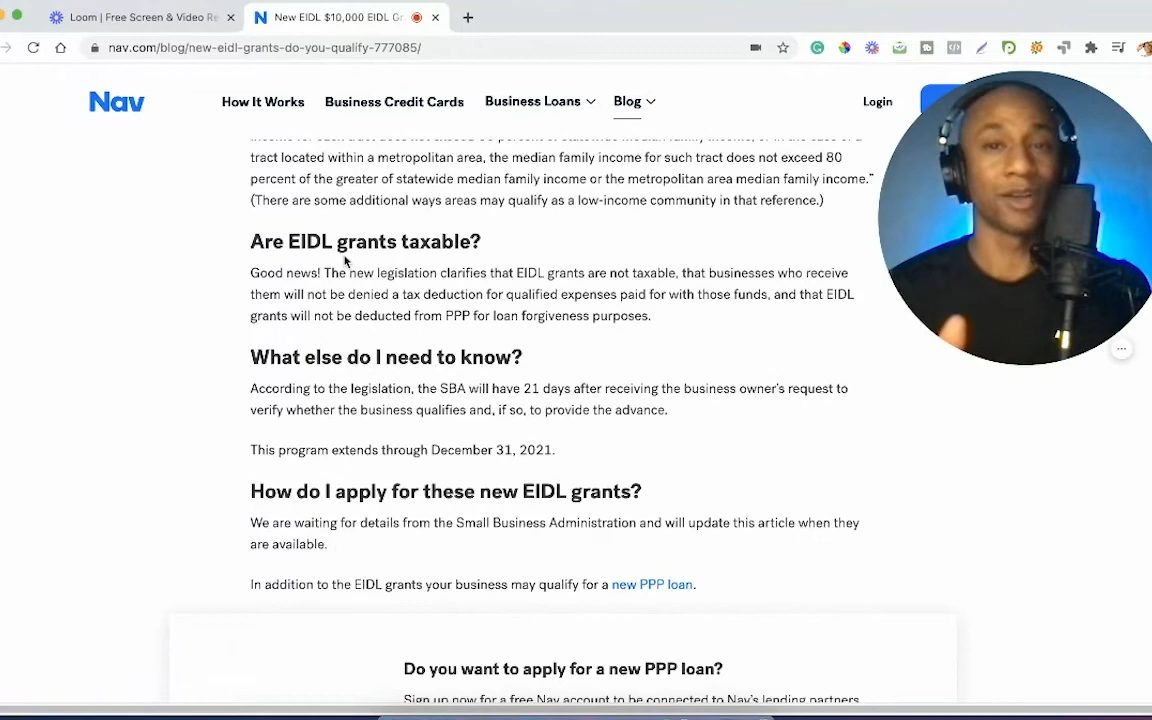 Loom | Free Screen & Video Re
New EIDL $10,000 EIDL Gr
nav.com/blog/new-eidl-grants-do-you-qualify-777085/
Nav
How It Works
Business Credit Cards
Business Loans
Blog
Login
tract located within a metropolitan area, the median family income for such tract does not exceed 80
percent of the greater of statewide median family income or the metropolitan area median family income.”
(There are some additional ways areas may qualify as a low-income community in that reference.)
Are EIDL grants taxable?
Good news! The new legislation clarifies that EIDL grants are not taxable, that businesses who receive
them will not be denied a tax deduction for qualified expenses paid for with those funds, and that EIDL
grants will not be deducted from PPP for loan forgiveness purposes.
What else do I need to know?
According to the legislation, the SBA will have 21 days after receiving the business owner’s request to
verify whether the business qualifies and, if so, to provide the advance.
This program extends through December 31, 2021.
How do I apply for these new EIDL grants?
We are waiting for details from the Small Business Administration and will update this article when they
are available.
In addition to the EIDL grants your business may qualify for a new PPP loan.
Do you want to apply for a new PPP loan?
Sign up now for a free Nav account to be connected to Nav’s lending partners